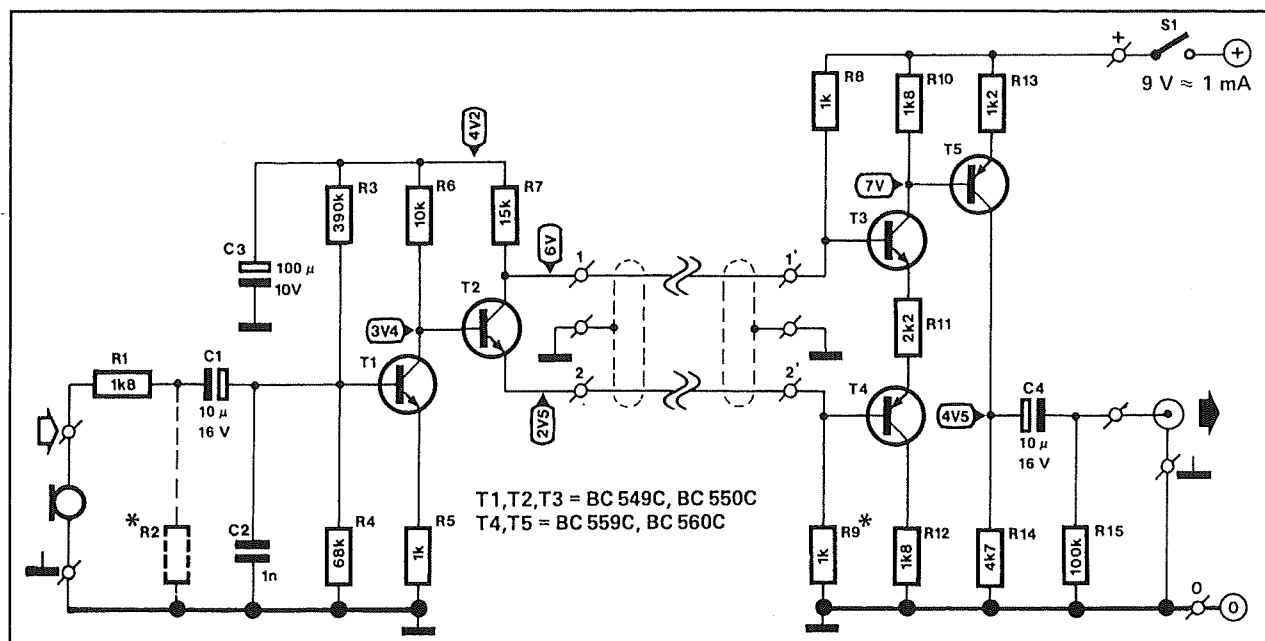 S1
+
+
9 V ≈ 1 mA
R8
1k
R10
1k8
R13
1k2
T5
4V2
R3
390k
R6
10k
R7
15k
7V
T3
C3
100 µ
10V
6V
1
1'
T2
3V4
T1
R11
2k2
R1
1k8
C1
10 µ
16 V
2
2'
2V5
T4
4V5
C4
10 µ
16 V
T1,T2,T3 = BC 549C, BC 550C
T4,T5 = BC 559C, BC 560C
*
R2
C2
1n
R4
68k
R5
1k
R9*
1k
R12
1k8
R14
4k7
R15
100k
0
0